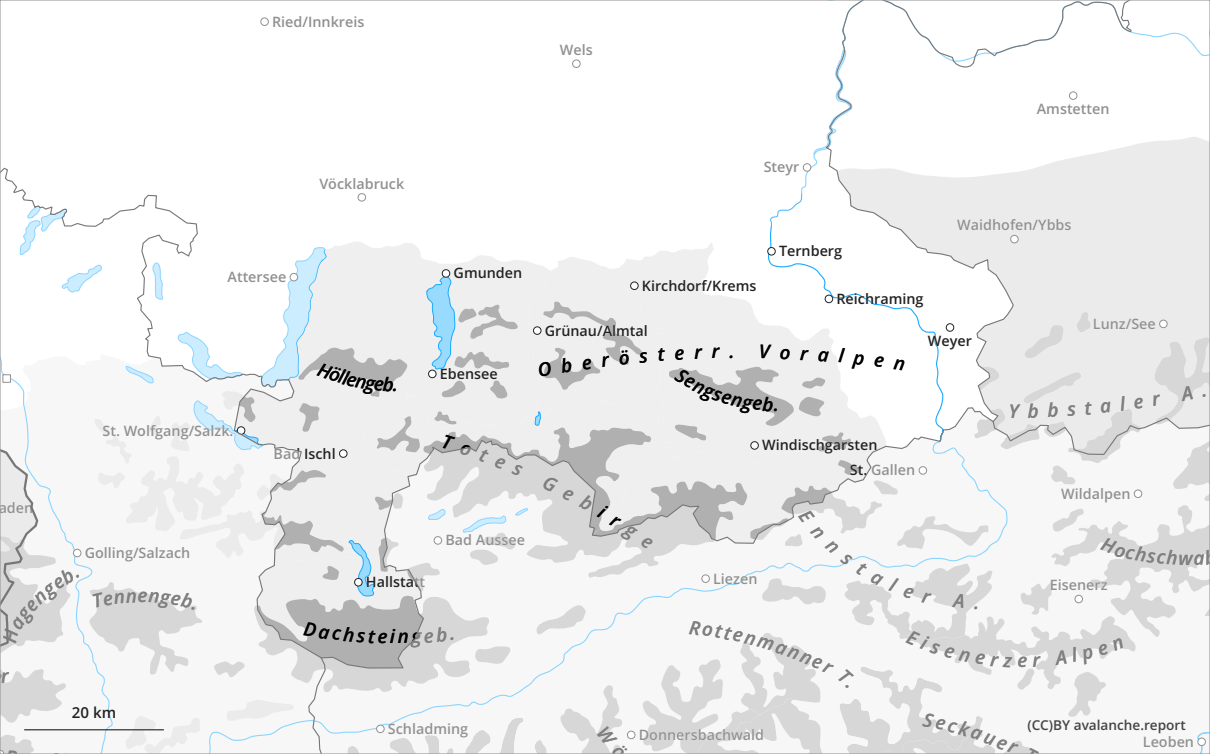 Ried/Innkreis
Wels
Amstetten
Steyr
Vöcklabruck
Waidhofen/Ybbs
Ternberg
Attersee
Gmunden
Kirchdorf/Krems
Reichraming
Grünau/Almtal
Lunz/See
Weyer
Oberösterr. Voralpen
Höllengeb.
Ebensee
Sengsengeb.
Ybbstaler A.
St. Wolfgang/Salzk.
Totes Gebirge
Windischgarsten
Bad Ischl
St. Gallen
Wildalpen
aden
Ennstaler A.
Bad Aussee
Golling/Salzach
Hochschwab
Hagengeb.
Tennengeb.
Hallstatt
Liezen
Eisenerz
Dachsteingeb.
Rottenmanner T.
Eisenerzer Alpen
r
20 km
Schladming
Donnersbachwald
Wö
Seckauer T
(CC)BY avalanche.report
Leoben